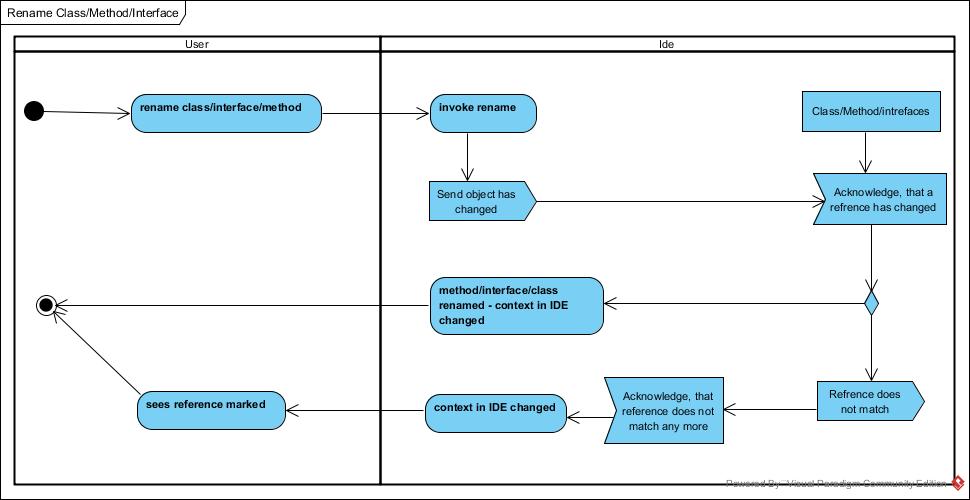 Rename Class/Method/Interface
User
Ide
rename class/interface/method
invoke rename
Class/Method/intrefaces
Send object has
changed
Acknowledge, that a
refrence has changed
method/interface/class
renamed - context in IDE
changed
sees reference marked
context in IDE changed
Acknowledge, that
reference does not
match any more
Refrence does
not match
Powered By Visual Paradigm Community Edition